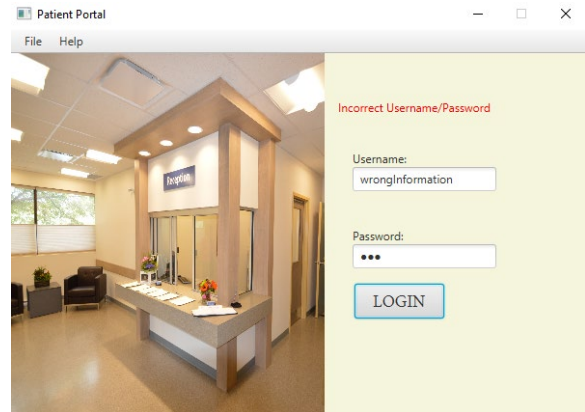 Patient Portal
File Help
Reception
Incorrect Username/Password
Username:
wrongInformation
Password:
•••
LOGIN